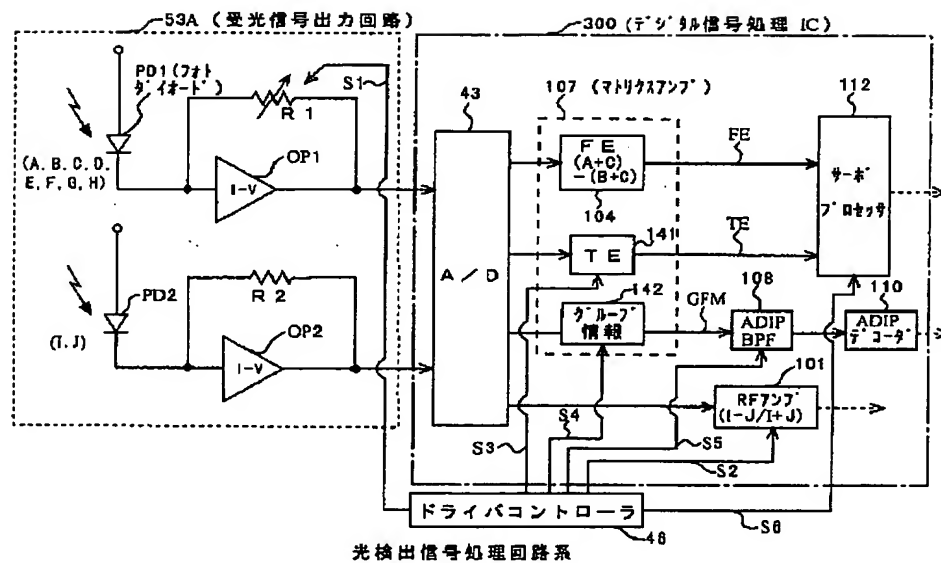 53A (受光信号出力回路)
300 (デジタル信号処理 IC)
PD1(フォト
ダイオード)
(A, B, C, D,
E, F, G, H)
R 1
S1
OP1
I-V
43
A/D
107 (マトリクスアンプ)
FE
(A+C)
-(B+C)
104
FE
112
サーボ
プロセッサ
TE
141
TE
142
グループ
情報
GFM
108
ADIP
BPF
110
ADIP
デコーダ
PD2
(I, J)
R 2
OP2
I-V
101
RFアンプ
(I-J/I+J)
S3
S4
S5
S2
S6
ドライバコントローラ
46
光検出信号処理回路系